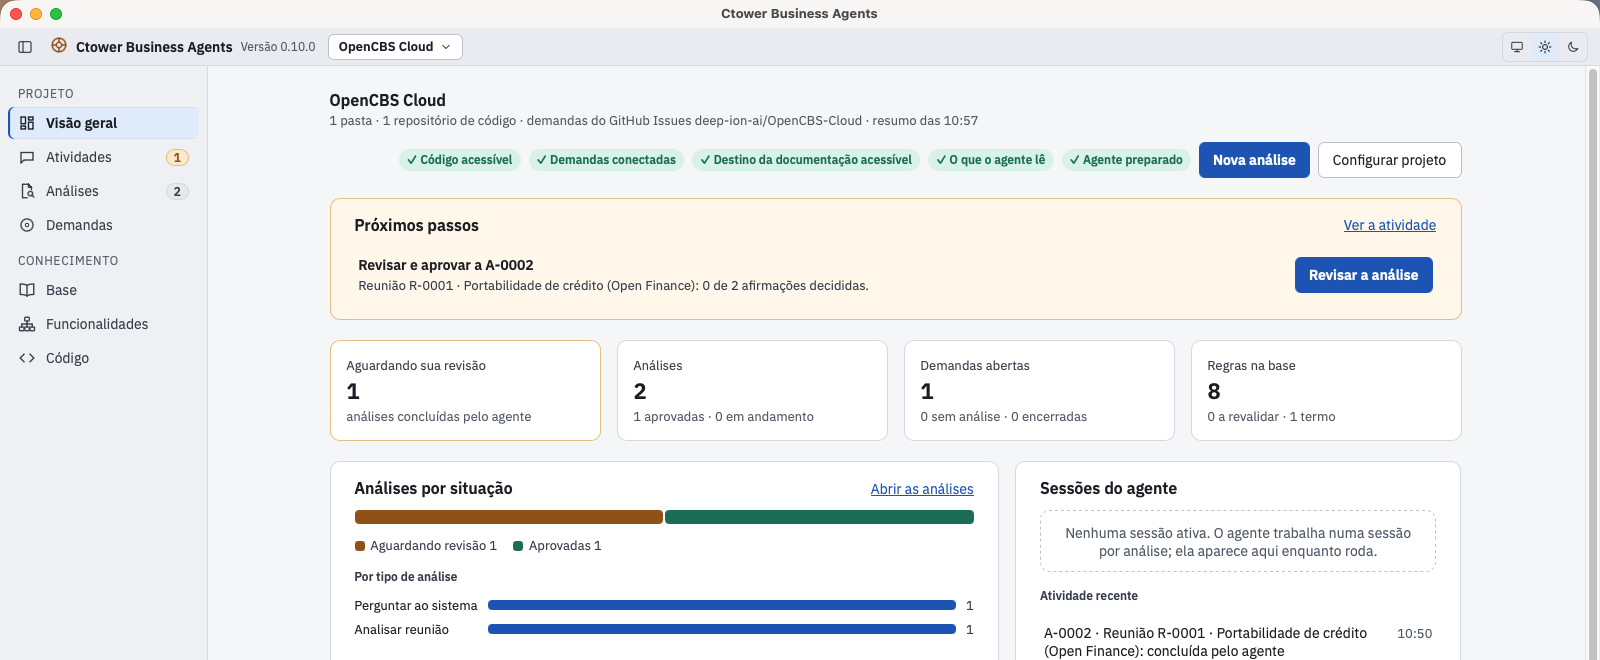 Ctower Business Agents
Ctower Business Agents Versão 0.10.0 OpenCBS Cloud
PROJETO
Visão geral
Atividades 1
Análises 2
Demandas
CONHECIMENTO
Base
Funcionalidades
Código
OpenCBS Cloud
1 pasta · 1 repositório de código · demandas do GitHub Issues deep-ion-ai/OpenCBS-Cloud · resumo das 10:57
✓ Código acessível ✓ Demandas conectadas ✓ Destino da documentação acessível ✓ O que o agente lê ✓ Agente preparado Nova análise Configurar projeto
Próximos passos Ver a atividade
Revisar e aprovar a A-0002
Reunião R-0001 · Portabilidade de crédito (Open Finance): 0 de 2 afirmações decididas.
Revisar a análise
Aguardando sua revisão
1
análises concluídas pelo agente
Análises
2
1 aprovadas · 0 em andamento
Demandas abertas
1
0 sem análise · 0 encerradas
Regras na base
8
0 a revalidar · 1 termo
Análises por situação Abrir as análises
Aguardando revisão 1 Aprovadas 1
Por tipo de análise
Perguntar ao sistema 1
Analisar reunião 1
Sessões do agente
Nenhuma sessão ativa. O agente trabalha numa sessão
por análise; ela aparece aqui enquanto roda.
Atividade recente
A-0002 · Reunião R-0001 · Portabilidade de crédito 10:50
(Open Finance): concluída pelo agente